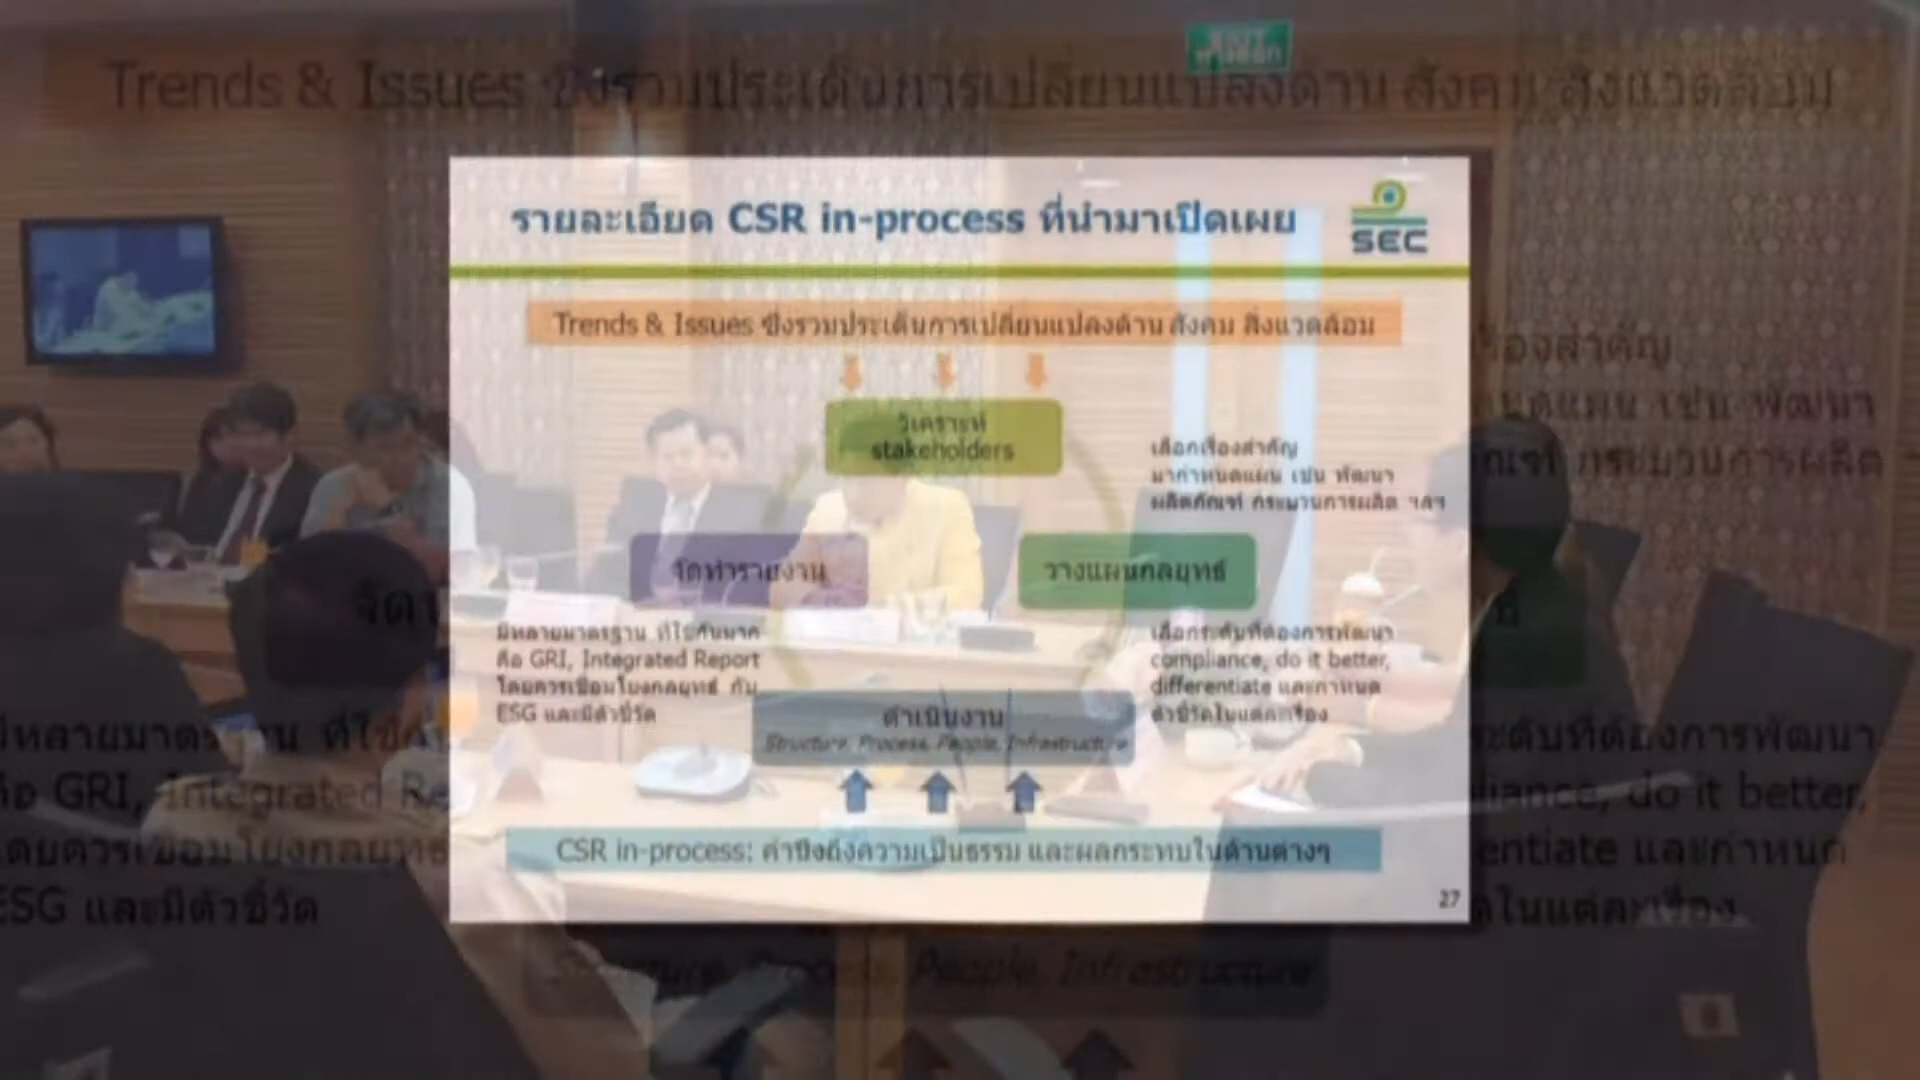 EXIT
ทางออก
รายละเอียด CSR in-process ที่นำมาเปิดเผย
SEC
Trends & Issues ซึ่งรวมประเด็นการเปลี่ยนแปลงด้าน สังคม สิ่งแวดล้อม
วิเคราะห์
stakeholders
เลือกเรื่องสำคัญ
มากำหนดแผน เช่น พัฒนา
ผลิตภัณฑ์ กระบวนการผลิต ฯลฯ
จัดทำรายงาน
วางแผนกลยุทธ์
มีหลายมาตรฐาน ที่ใช้กันมาก
คือ GRI, Integrated Report
โดยควรเชื่อมโยงกลยุทธ์ กับ
ESG และมีตัวชี้วัด
เลือกระดับที่ต้องการพัฒนา
compliance, do it better,
differentiate และกำหนด
ตัวชี้วัดในแต่ละเรื่อง
ดำเนินงาน
Structure, Process, People, Infrastructure
CSR in-process: คำนึงถึงความเป็นธรรม และผลกระทบในด้านต่างๆ
27